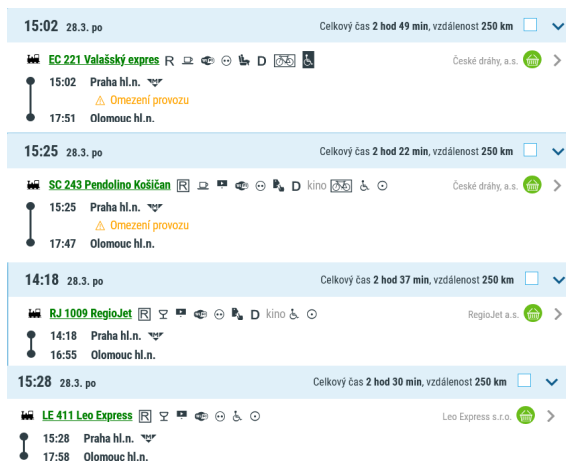 15:02 28.3. po Celkový čas 2 hod 49 min, vzdálenost 250 km
EC 221 Valašský expres R D České dráhy, a.s.
15:02 Praha hl.n.
Omezení provozu
17:51 Olomouc hl.n.
15:25 28.3. po Celkový čas 2 hod 22 min, vzdálenost 250 km
SC 243 Pendolino Košičan R D kino České dráhy, a.s.
15:25 Praha hl.n.
Omezení provozu
17:47 Olomouc hl.n.
14:18 28.3. po Celkový čas 2 hod 37 min, vzdálenost 250 km
RJ 1009 RegioJet R D kino RegioJet a.s.
14:18 Praha hl.n.
16:55 Olomouc hl.n.
15:28 28.3. po Celkový čas 2 hod 30 min, vzdálenost 250 km
LE 411 Leo Express R Leo Express s.r.o.
15:28 Praha hl.n.
17:58 Olomouc hl.n.